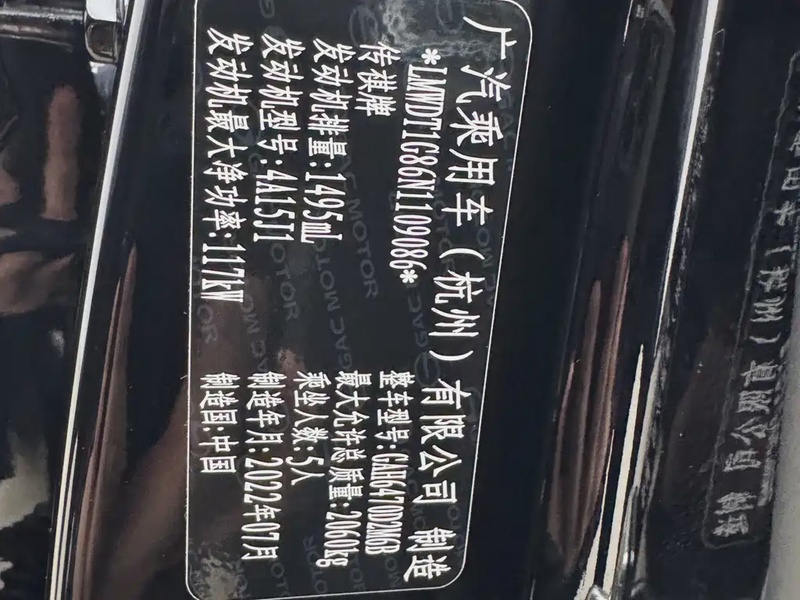 广汽乘用车（杭州）有限公司 制造
*LMWDT1G86N1109086*
传祺牌 整车型号:GAH6470D2M6B
发动机排量:1495mL 最大允许总质量:2060kg
发动机型号:4A15J1 乘坐人数:5人
发动机最大净功率:117kW 制造年月:2022年07月
制造国:中国
GAC MOTOR